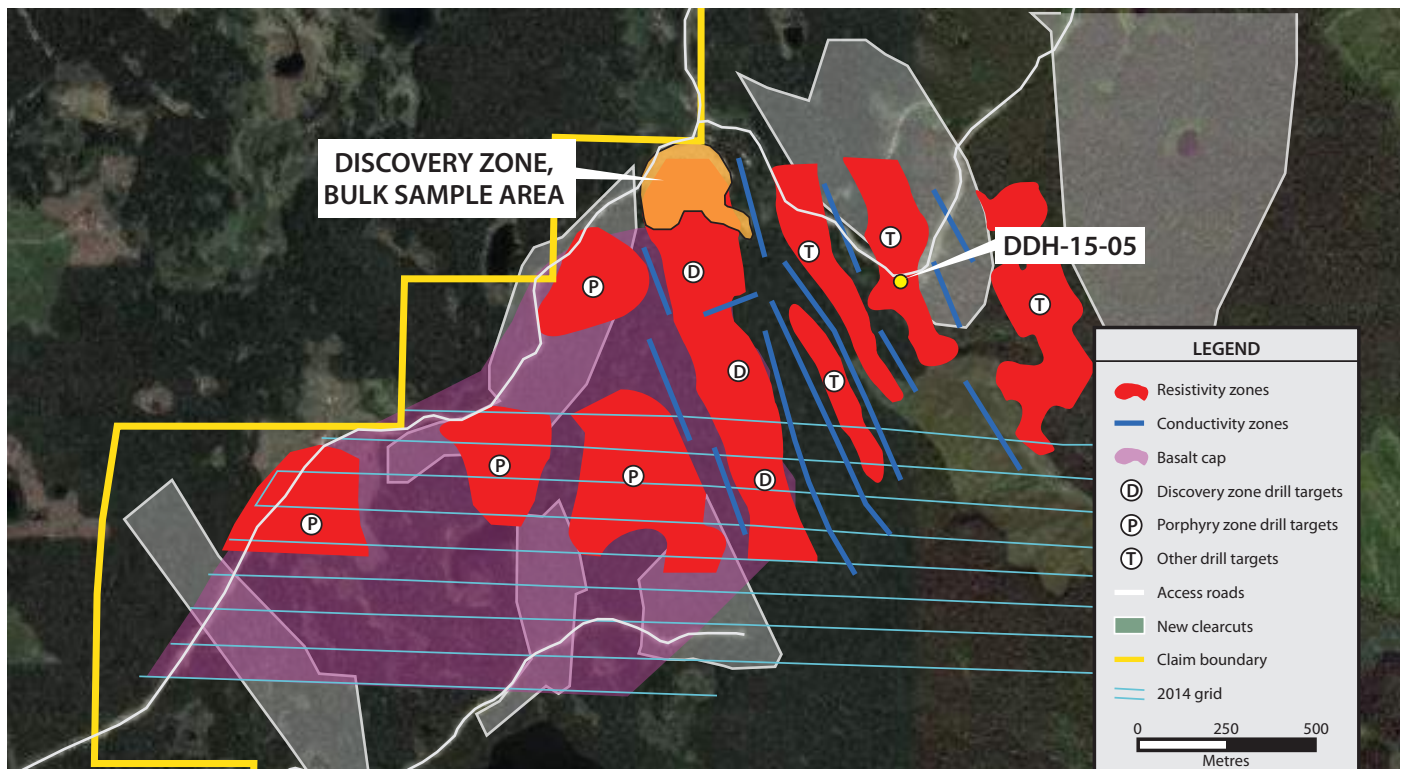 DISCOVERY ZONE,
BULK SAMPLE AREA
DDH-15-05
T
T
D
P
T
D
T
P
P
D
P
LEGEND
Resistivity zones
Conductivity zones
Basalt cap
D Discovery zone drill targets
P Porphyry zone drill targets
T Other drill targets
Access roads
New clearcuts
Claim boundary
2014 grid
0 250 500
Metres